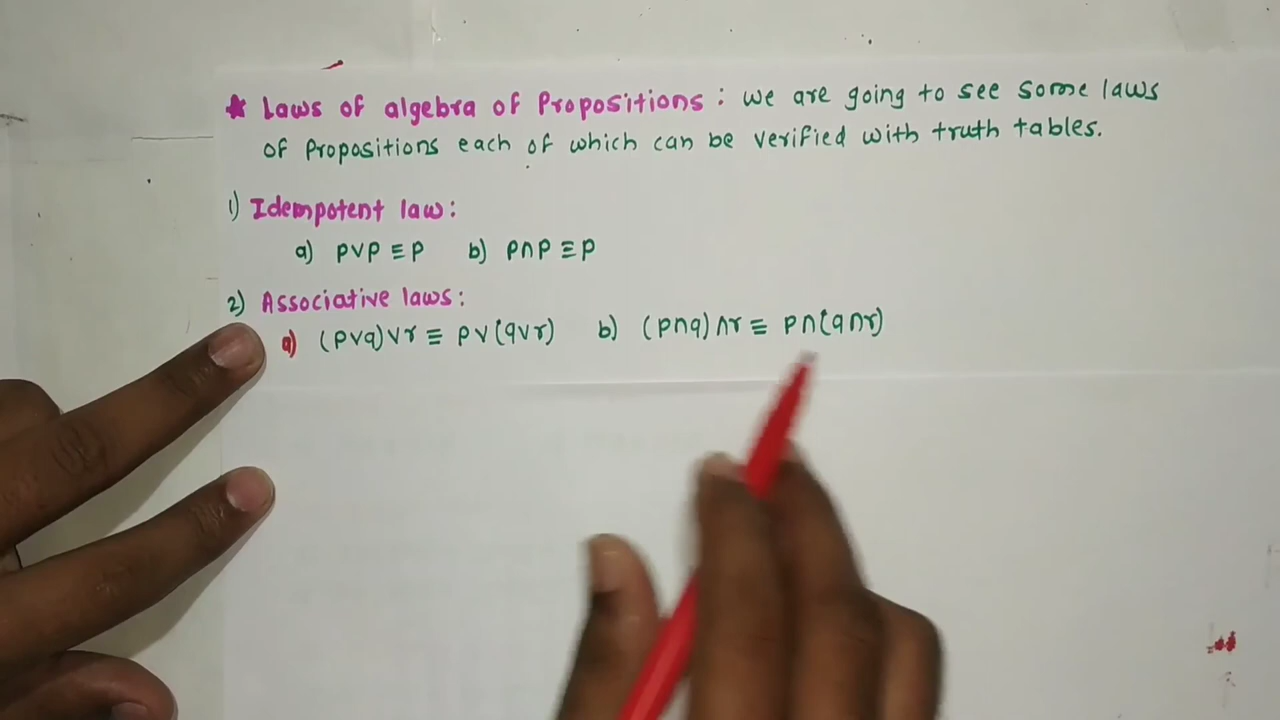 ★ Laws of algebra of Propositions : we are going to see some laws
of Propositions each of which can be verified with truth tables.
1) Idempotent law:
a) p∨p ≡ p b) p∩p ≡ p
2) Associative laws:
a) (p∨q)∨r ≡ p∨(q∨r) b) (p∩q)∩r ≡ p∩(q∩r)